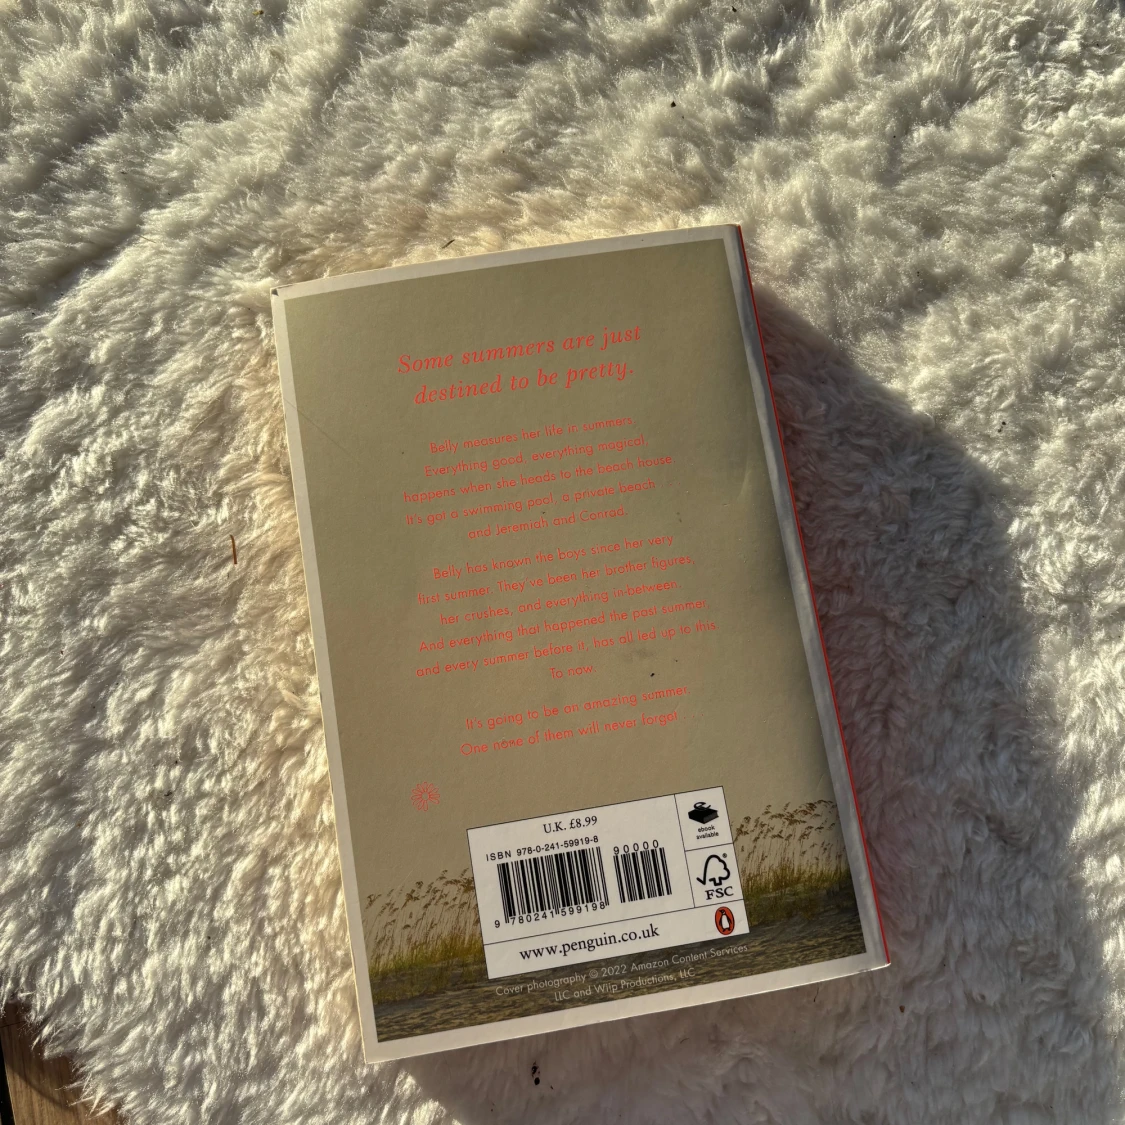 Some summers are just
destined to be pretty.
Belly measures her life in summers.
Everything good, everything magical,
happens when she heads to the beach house.
It's got a swimming pool, a private beach
and Jeremiah and Conrad.
Belly has known the boys since her very
first summer. They've been her brother figures,
her crushes, and everything in-between.
And everything that happened the past summer,
and every summer before it, has all led up to this.
To now.
It's going to be an amazing summer.
One none of them will never forget . . .
U.K. £8.99
ISBN 978-0-241-59919-8
90000
9 780241 599198
ebook
available
FSC
www.penguin.co.uk
Cover photography © 2022 Amazon Content Services
LLC and Wiip Productions, LLC